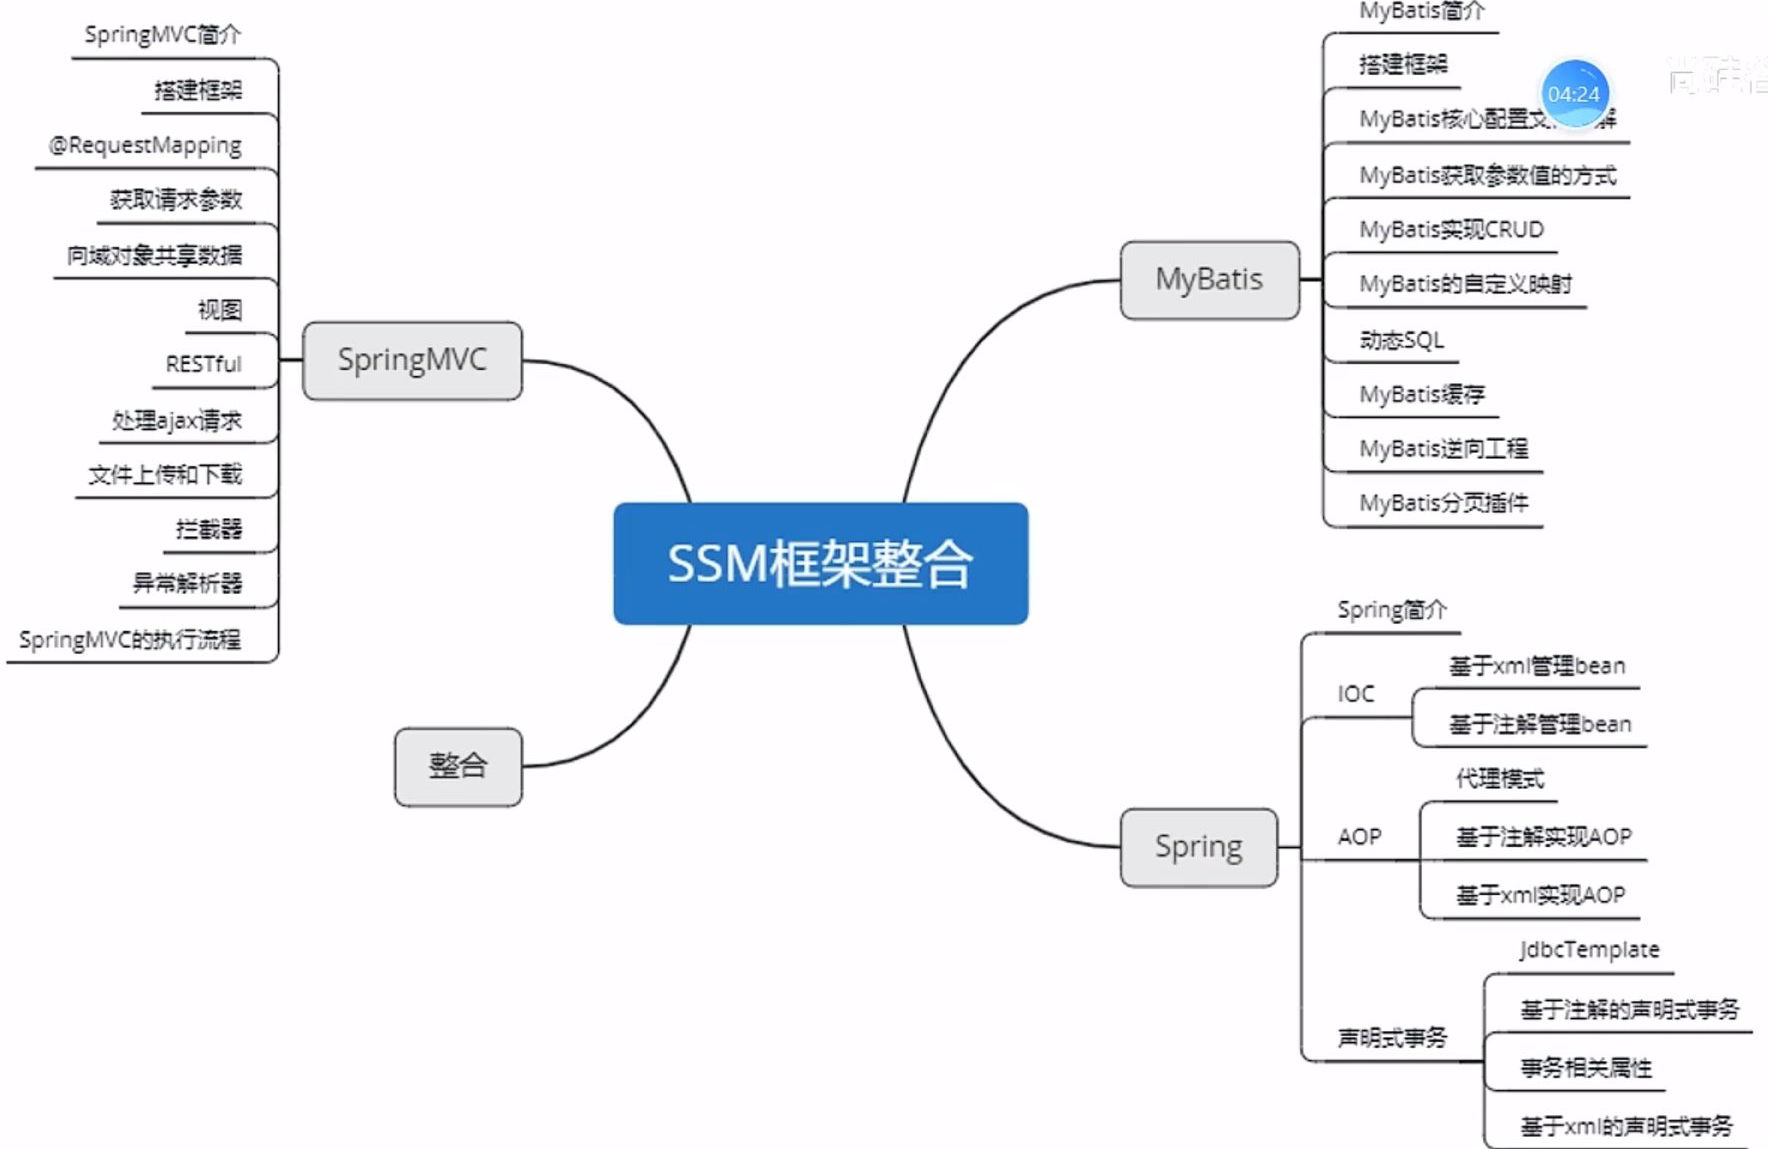 SSM框架整合
SpringMVC
SpringMVC简介
搭建框架
@RequestMapping
获取请求参数
向域对象共享数据
视图
RESTful
处理ajax请求
文件上传和下载
拦截器
异常解析器
SpringMVC的执行流程
整合
MyBatis
MyBatis简介
搭建框架
04:24
MyBatis核心配置文 解
MyBatis获取参数值的方式
MyBatis实现CRUD
MyBatis的自定义映射
动态SQL
MyBatis缓存
MyBatis逆向工程
MyBatis分页插件
Spring
Spring简介
IOC
基于xml管理bean
基于注解管理bean
AOP
代理模式
基于注解实现AOP
基于xml实现AOP
声明式事务
JdbcTemplate
基于注解的声明式事务
事务相关属性
基于xml的声明式事务